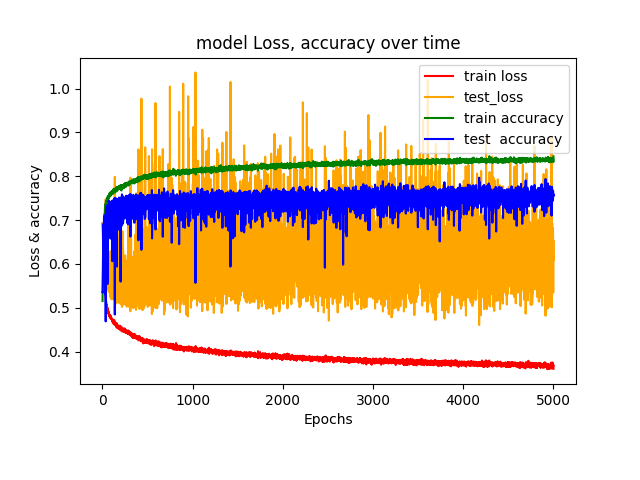 model Loss, accuracy over time
train loss
test_loss
train accuracy
test  accuracy
Loss & accuracy
1.0
0.9
0.8
0.7
0.6
0.5
0.4
0 1000 2000 3000 4000 5000
Epochs